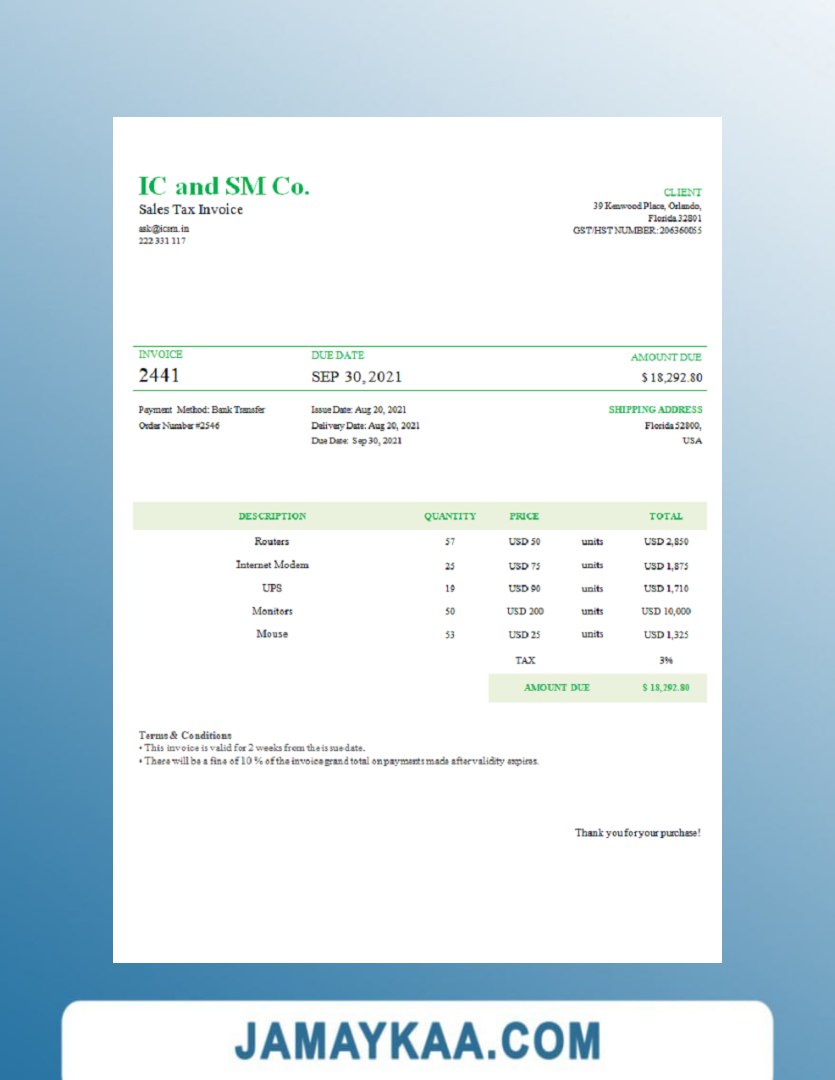 IC and SM Co.
Sales Tax Invoice
ask@icsm.in
222 331 117
CLIENT
39 Kenwood Place, Orlando,
Florida 32801
GST/HST NUMBER: 206360055
INVOICE DUE DATE AMOUNT DUE
2441 SEP 30, 2021 $ 18,292.80
Payment Method: Bank Transfer Issue Date: Aug 20, 2021 SHIPPING ADDRESS
Order Number #2546 Delivery Date: Aug 20, 2021 Florida 52800,
Due Date: Sep 30, 2021 USA
DESCRIPTION QUANTITY PRICE TOTAL
Routers 57 USD 50 units USD 2,850
Internet Modem 25 USD 75 units USD 1,875
UPS 19 USD 90 units USD 1,710
Monitors 50 USD 200 units USD 10,000
Mouse 53 USD 25 units USD 1,325
TAX 3%
AMOUNT DUE $ 18,292.80
Terms & Conditions
• This invoice is valid for 2 weeks from the issue date.
• There will be a fine of 10 % of the invoice grand total on payments made after validity expires.
Thank you for your purchase!
JAMAYKAA.COM